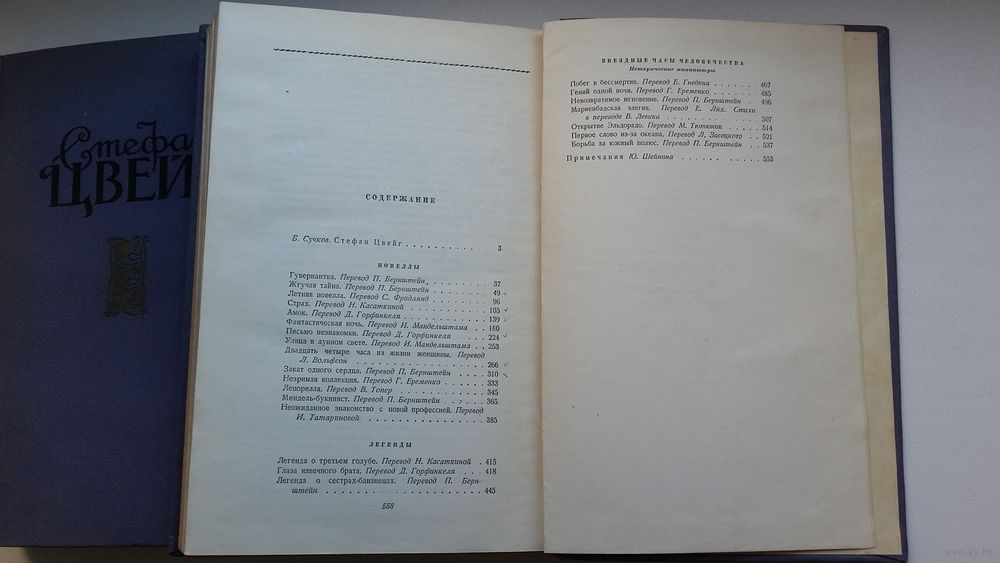 Стефа
ЦВЕЙ
СОДЕРЖАНИЕ
Б. Сучков. Стефан Цвейг . . . . . . . . . . . 3
НОВЕЛЛЫ
Гувернантка. Перевод П. Бернштейн . . . . . . . . . 37
Жгучая тайна. Перевод П. Бернштейн . . . . . . . . 49
Летняя новелла. Перевод С. Фридлянд . . . . . . . . 96
Страх. Перевод Н. Касаткиной . . . . . . . . . . . 105
Амок. Перевод Д. Горфинкеля . . . . . . . . . . . 139
Фантастическая ночь. Перевод И. Мандельштама . . . 180
Письмо незнакомки. Перевод Д. Горфинкеля . . . . 224
Улица в лунном свете. Перевод И. Мандельштама . . . 253
Двадцать четыре часа из жизни женщины. Перевод
Л. Вольфсон . . . . . . . . . . . . . . . . 266
Закат одного сердца. Перевод П. Бернштейн . . . . 310
Незримая коллекция. Перевод Г. Еременко . . . . . 333
Лепорелла. Перевод В. Топер . . . . . . . . . . . 345
Мендель-букинист. Перевод П. Бернштейн . . . . . 365
Неожиданное знакомство с новой профессией. Перевод
И. Татариновой . . . . . . . . . . . . . . . 385
ЛЕГЕНДЫ
Легенда о третьем голубе. Перевод Н. Касаткиной . 415
Глаза извечного брата. Перевод Д. Горфинкеля . . . 418
Легенда о сестрах-близнецах. Перевод П. Берн-
штейн . . . . . . . . . . . . . . . . . . . 445
558
ЗВЕЗДНЫЕ ЧАСЫ ЧЕЛОВЕЧЕСТВА
Исторические миниатюры
Побег в бессмертие. Перевод Е. Гнедина . . . . . . 467
Гений одной ночи. Перевод Г. Еременко . . . . . . . 485
Невозвратимое мгновение. Перевод П. Бернштейн . . 496
Мариенбадская элегия. Перевод Е. Лях. Стихи
в переводе В. Левика . . . . . . . . . . . . 507
Открытие Эльдорадо. Перевод М. Тютюник . . . . . 514
Первое слово из-за океана. Перевод Л. Засецкого . . 521
Борьба за южный полюс. Перевод П. Бернштейн . . . 537
Примечания Ю. Шейнина . . . . . . . . . 553
www.ay.by